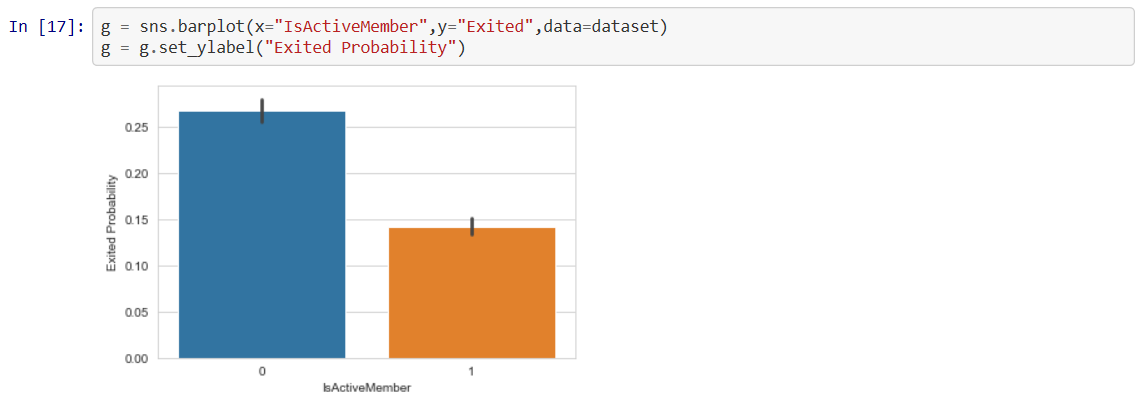 In [17]: g = sns.barplot(x="IsActiveMember",y="Exited",data=dataset)
g = g.set_ylabel("Exited Probability")
0.25
0.20
0.15
0.10
0.05
0.00
Exited Probability
0 1
IsActiveMember